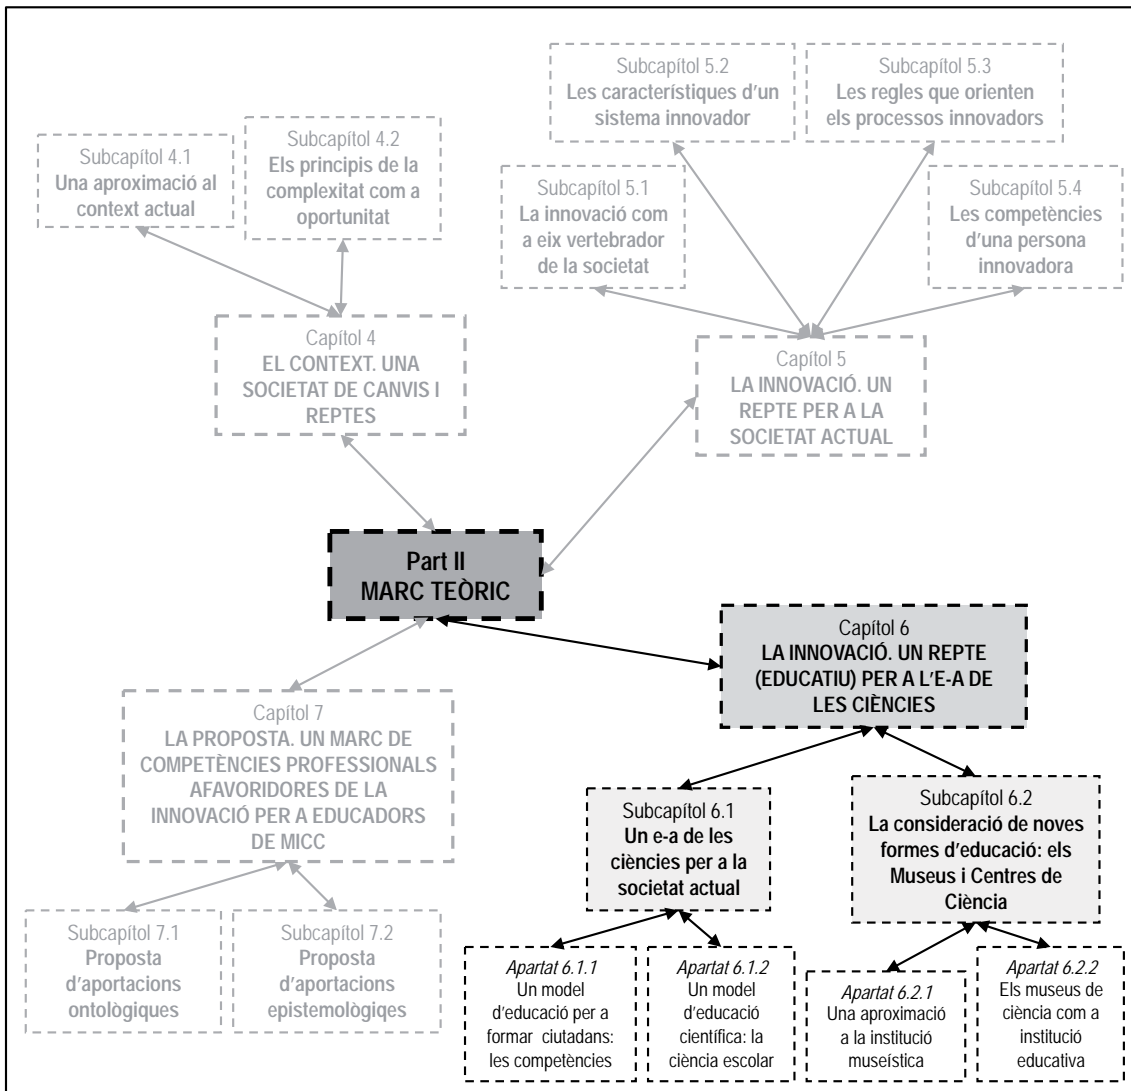 Subcapítol 5.2
Les característiques d'un
sistema innovador
Subcapítol 5.3
Les regles que orienten
els processos innovadors
Subcapítol 4.1
Una aproximació al
context actual
Subcapítol 4.2
Els principis de la
complexitat com a
oportunitat
Subcapítol 5.1
La innovació com
a eix vertebrador
de la societat
Subcapítol 5.4
Les competències
d'una persona
innovadora
Capítol 4
EL CONTEXT. UNA
SOCIETAT DE CANVIS I
REPTES
Capítol 5
LA INNOVACIÓ. UN
REPTE PER A LA
SOCIETAT ACTUAL
Part II
MARC TEÒRIC
Capítol 6
LA INNOVACIÓ. UN REPTE
(EDUCATIU) PER A L'E-A DE
LES CIÈNCIES
Capítol 7
LA PROPOSTA. UN MARC DE
COMPETÈNCIES PROFESSIONALS
AFAVORIDORES DE LA
INNOVACIÓ PER A EDUCADORS
DE MICC
Subcapítol 6.1
Un e-a de les
ciències per a la
societat actual
Subcapítol 6.2
La consideració de noves
formes d'educació: els
Museus i Centres de
Ciència
Subcapítol 7.1
Proposta
d'aportacions
ontològiques
Subcapítol 7.2
Proposta
d'aportacions
epistemològiqes
Apartat 6.1.1
Un model
d'educació per a
formar ciutadans:
les competències
Apartat 6.1.2
Un model
d'educació
científica: la
ciència escolar
Apartat 6.2.1
Una aproximació
a la institució
museística
Apartat 6.2.2
Els museus de
ciència com a
institució
educativa